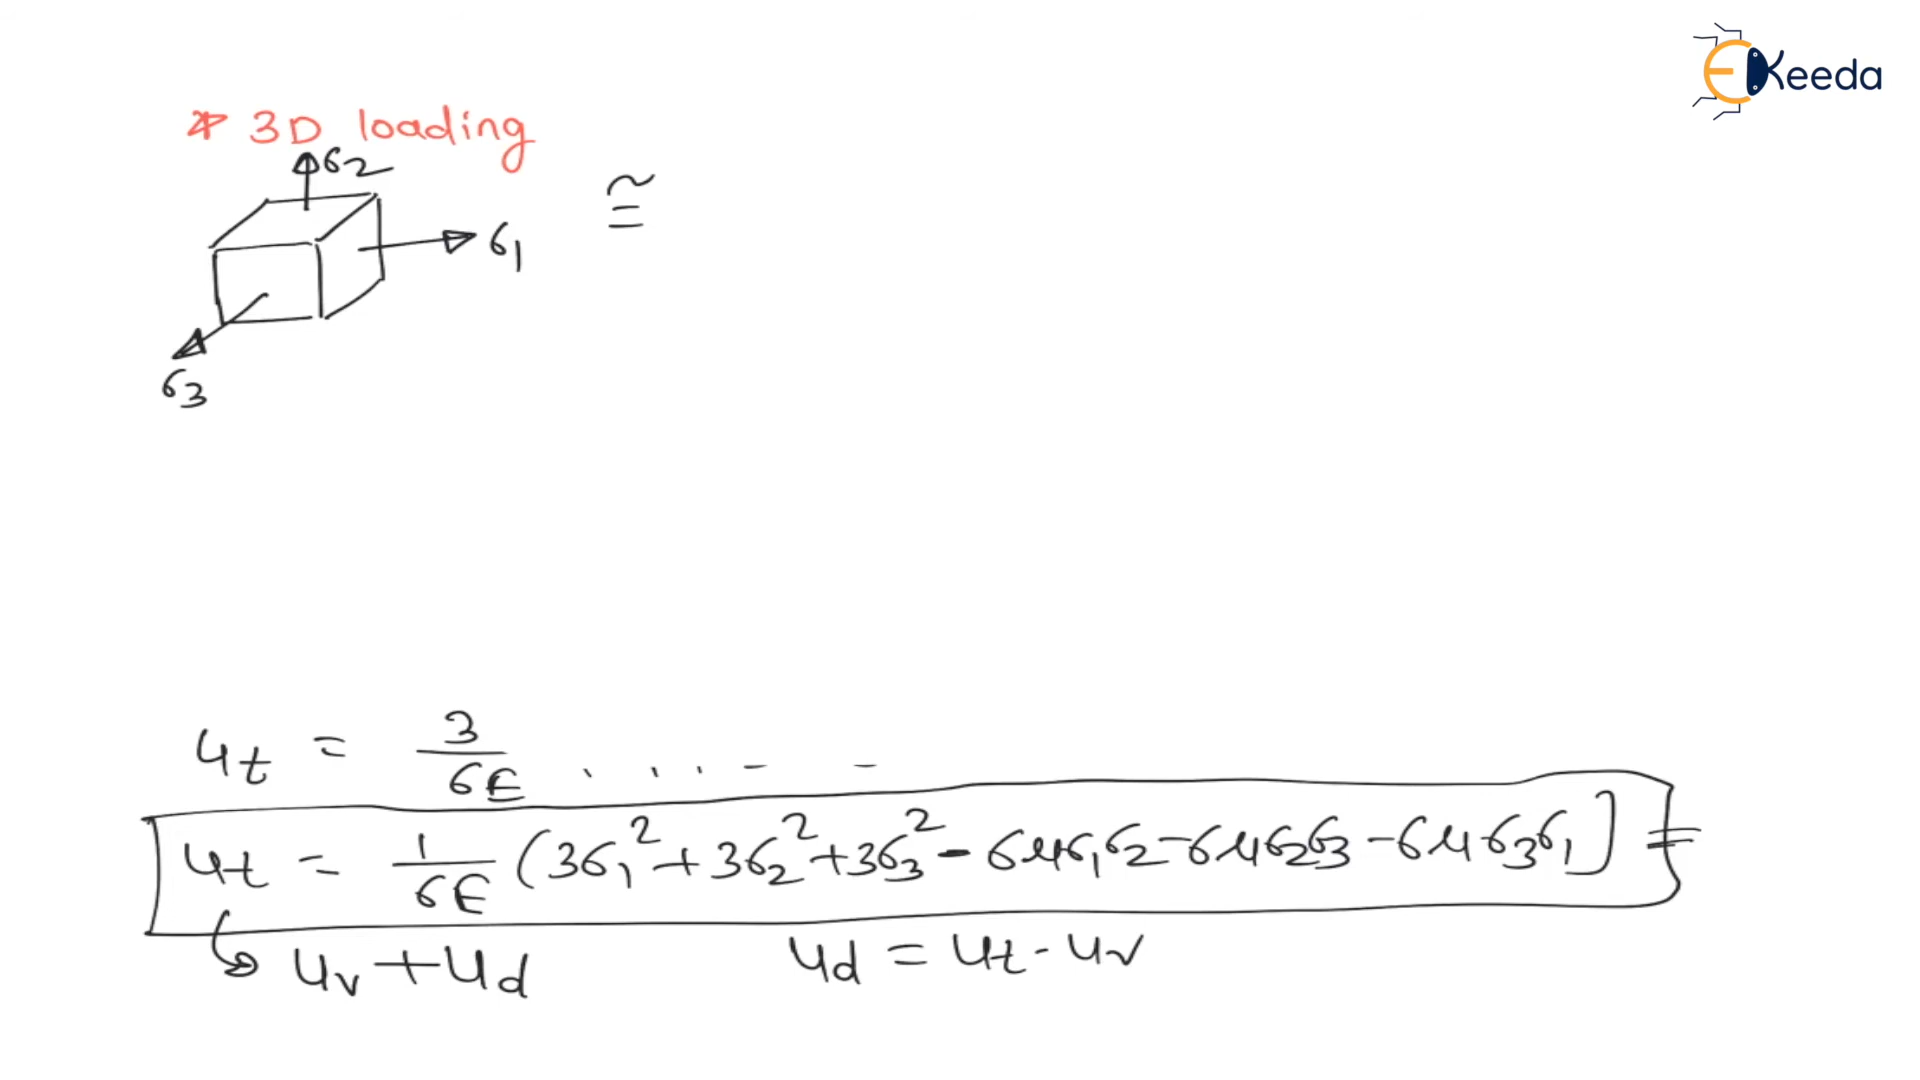 EKeeda
* 3D loading
σ2
≅
σ1
σ3
ut = 3/6E . . . . - -
ut = 1/6E (3σ1² + 3σ2² + 3σ3² - 6μσ1σ2 - 6μσ2σ3 - 6μσ3σ1] =
↳ uv + ud
ud = ut - uv